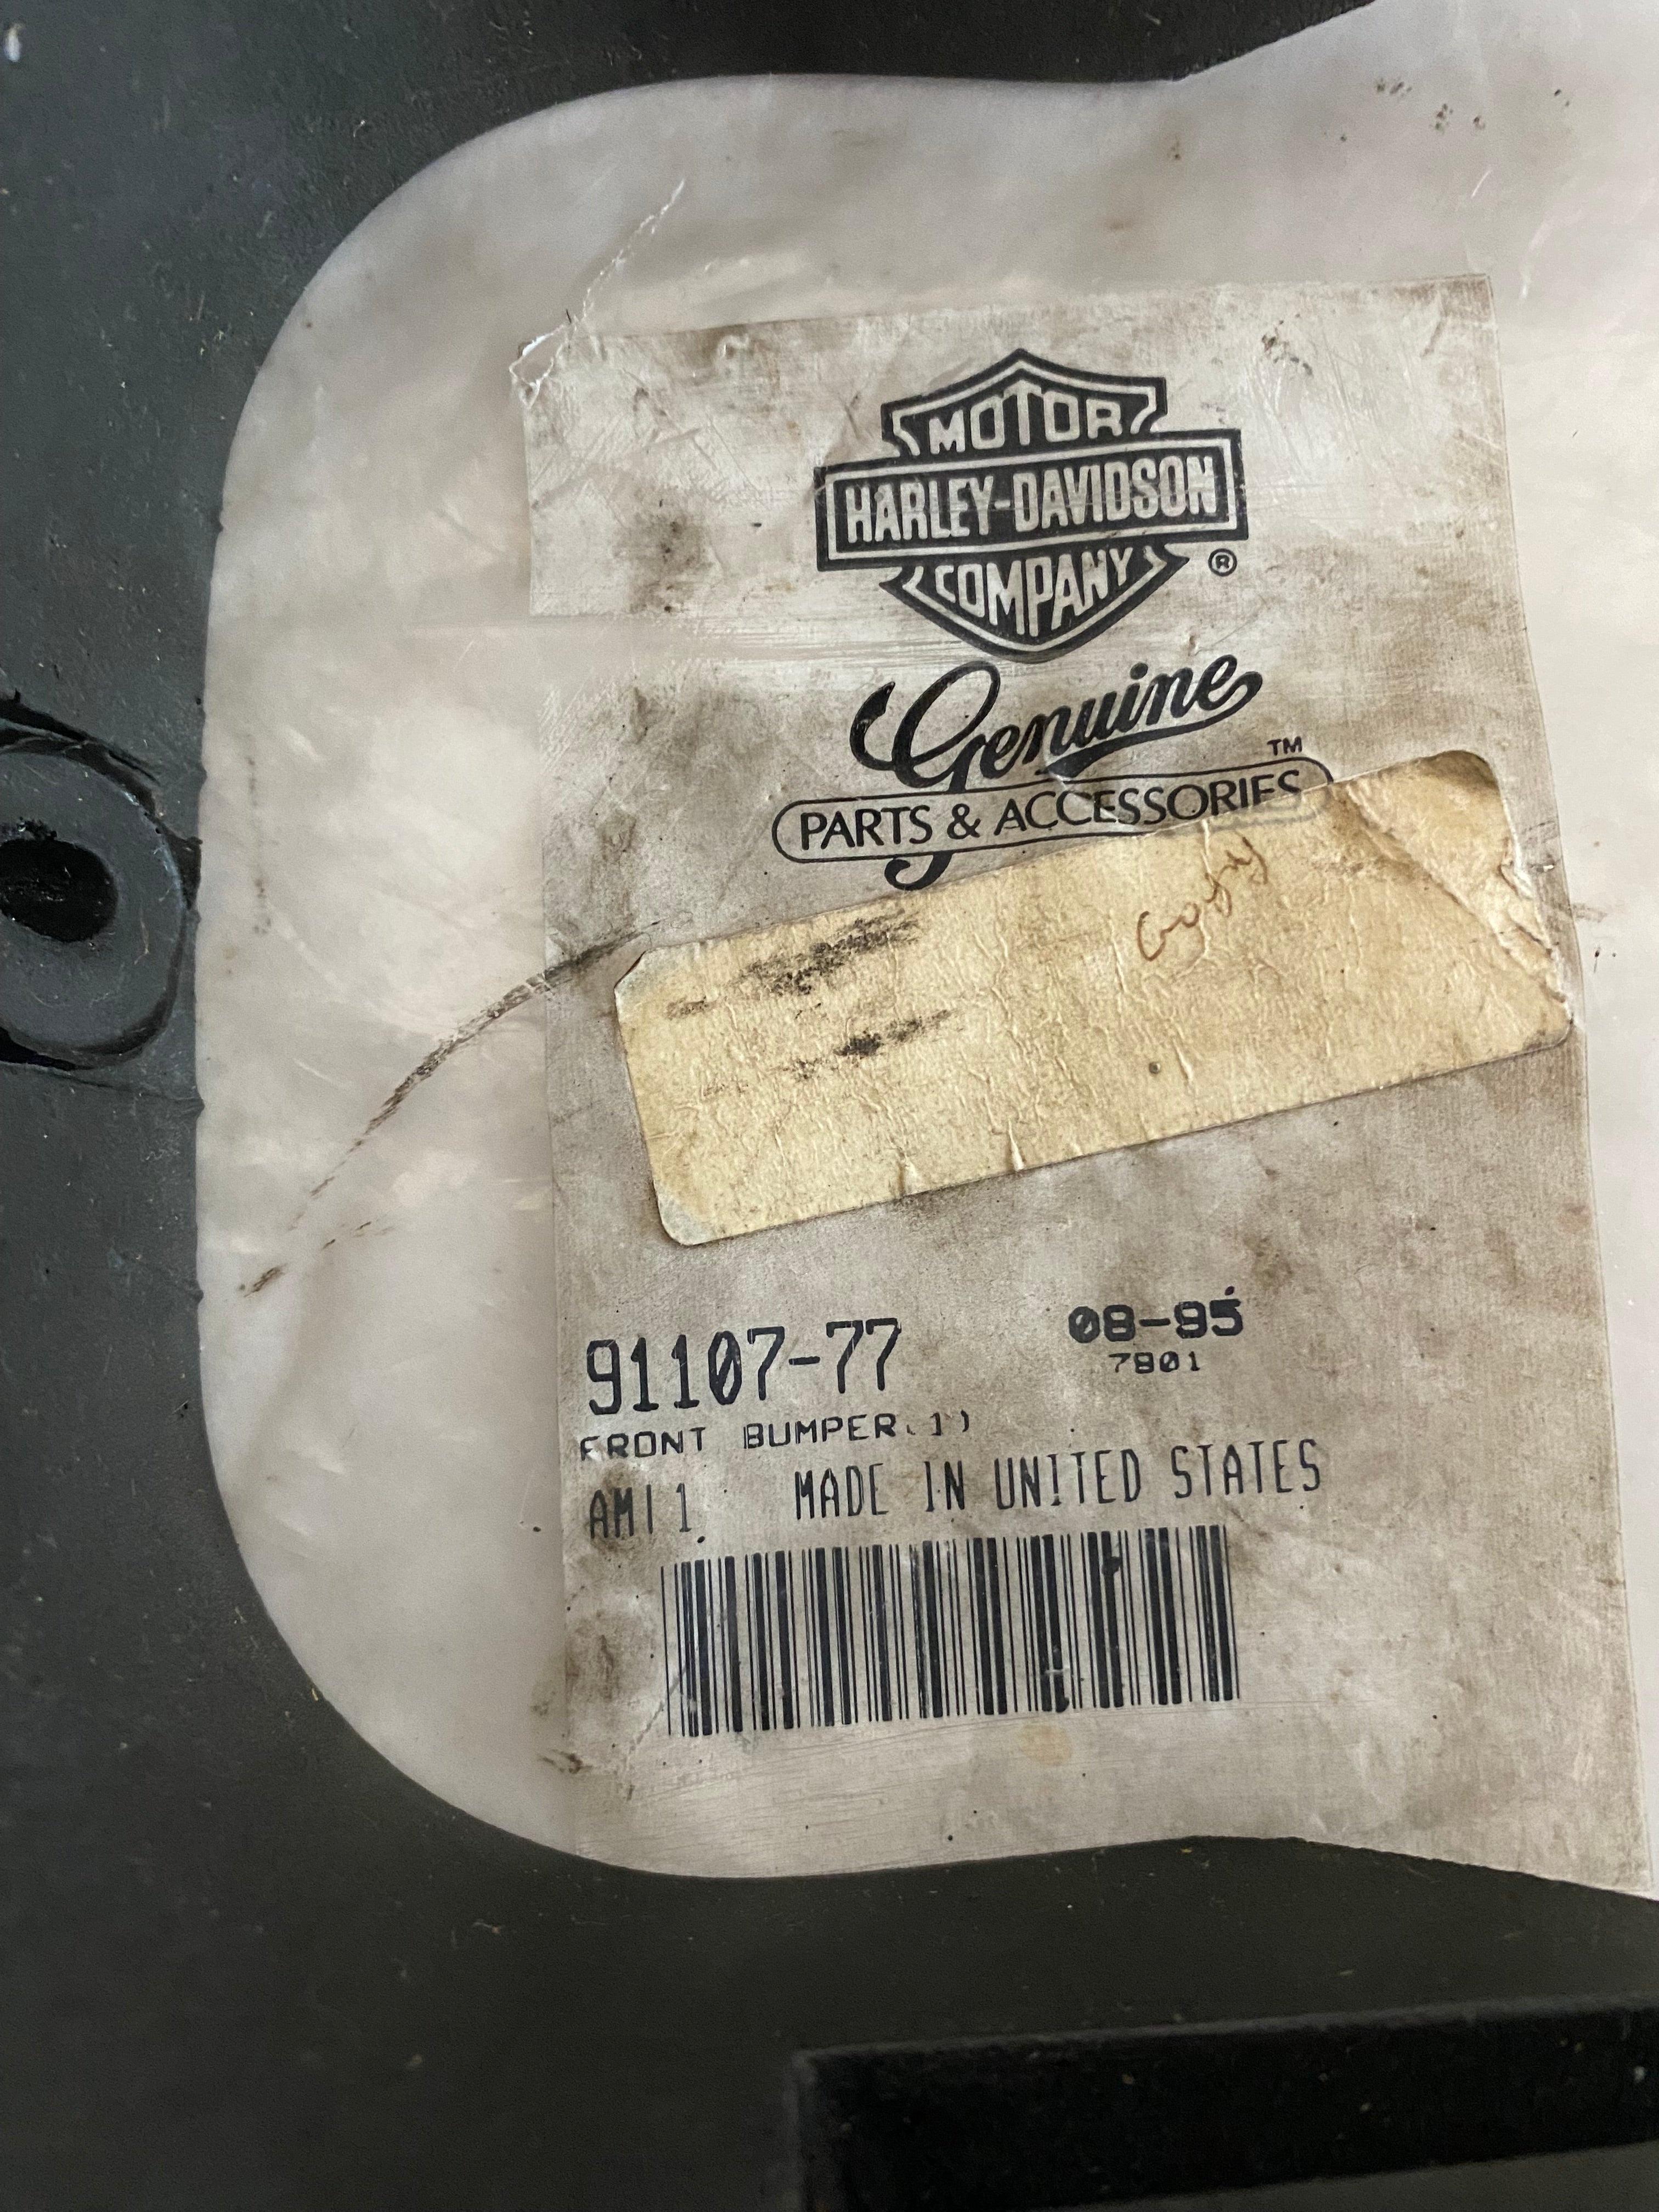 MOTOR
HARLEY-DAVIDSON
COMPANY
®
Genuine
TM
PARTS & ACCESSORIES
91107-77
08-95
7801
FRONT BUMPER(1)
MADE IN UNITED STATES